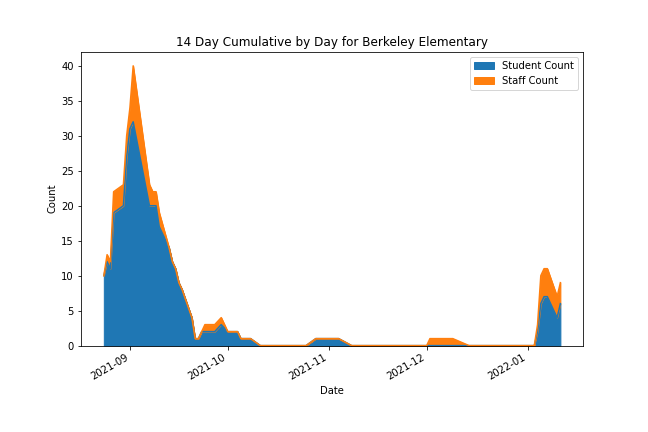 14 Day Cumulative by Day for Berkeley Elementary
Student Count
Staff Count
40
35
30
25
20
15
10
5
0
Count
2021-09
2021-10
2021-11
2021-12
2022-01
Date